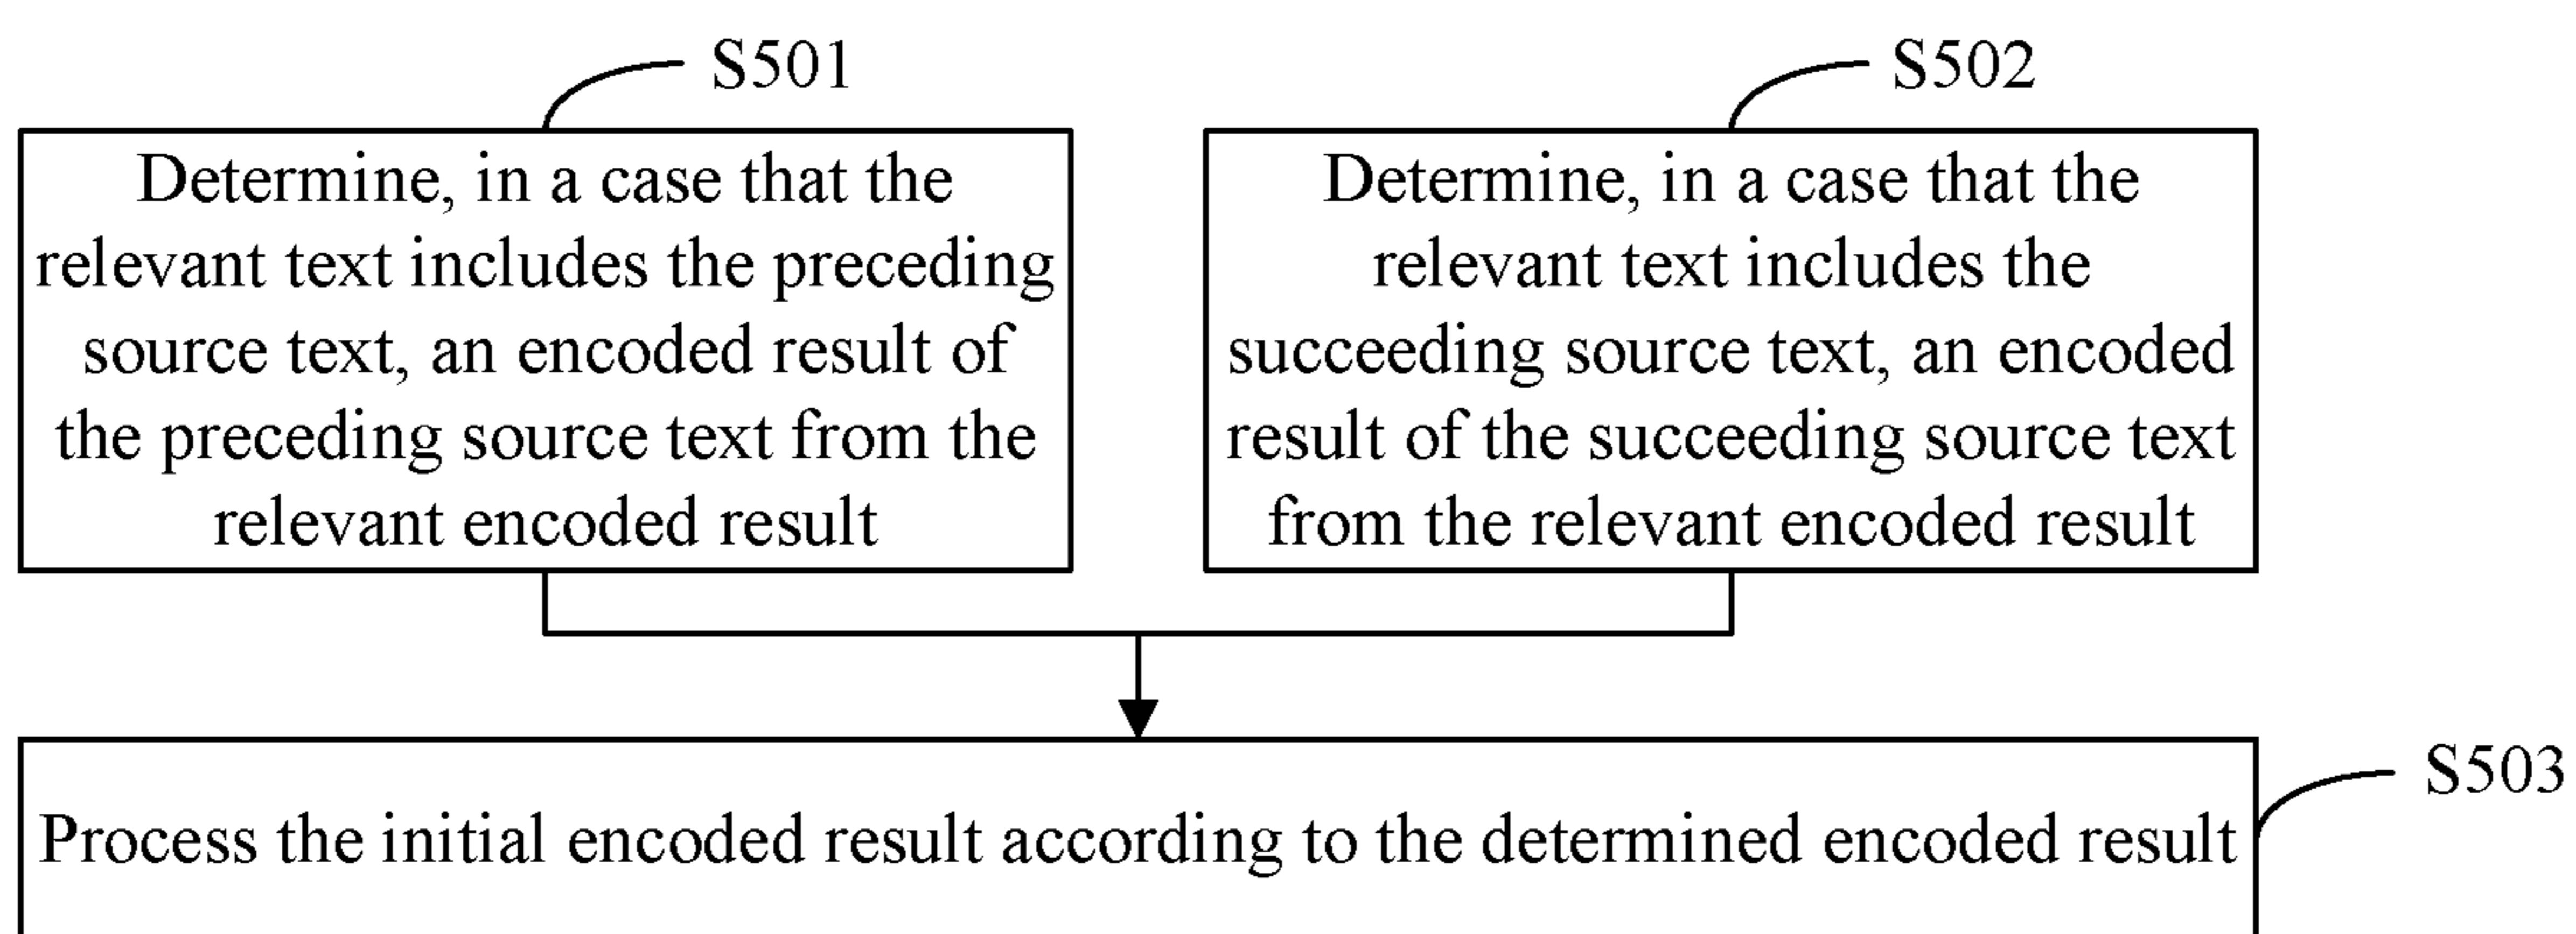 S501
Determine, in a case that the
relevant text includes the preceding
source text, an encoded result of
the preceding source text from the
relevant encoded result
S502
Determine, in a case that the
relevant text includes the
succeeding source text, an encoded
result of the succeeding source text
from the relevant encoded result
S503
Process the initial encoded result according to the determined encoded result